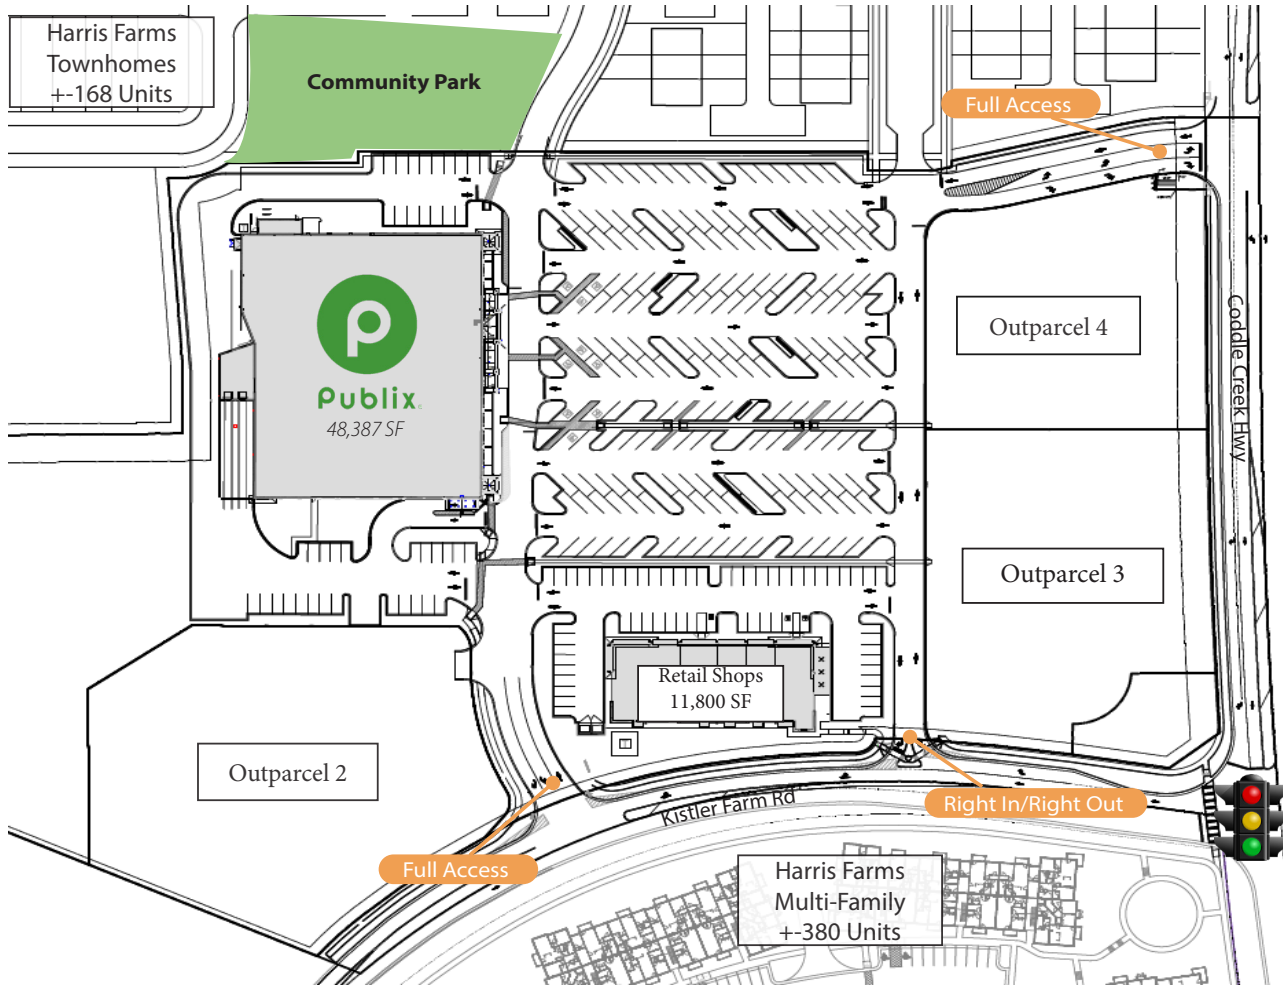 Harris Farms
Townhomes
+-168 Units
Community Park
Full Access
Publix
48,387 SF
Outparcel 4
Coddle Creek Hwy
Outparcel 3
Retail Shops
11,800 SF
Outparcel 2
Kistler Farm Rd
Right In/Right Out
Full Access
Harris Farms
Multi-Family
+-380 Units